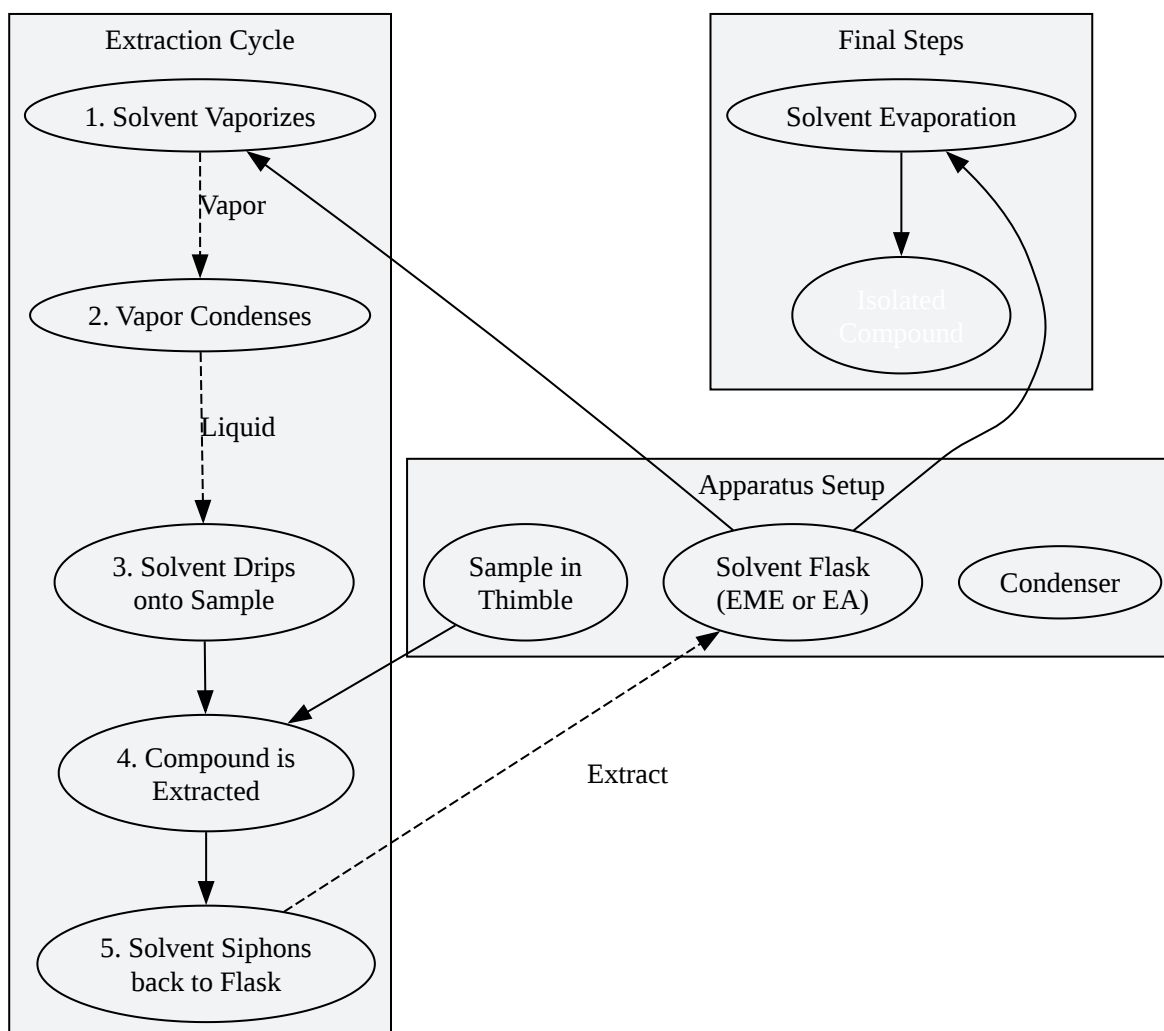 Extraction Cycle
1. Solvent Vaporizes
Vapor
2. Vapor Condenses
Liquid
3. Solvent Drips
onto Sample
4. Compound is
Extracted
5. Solvent Siphons
back to Flask
Extract
Final Steps
Solvent Evaporation
Isolated
Compound
Apparatus Setup
Sample in
Thimble
Solvent Flask
(EME or EA)
Condenser